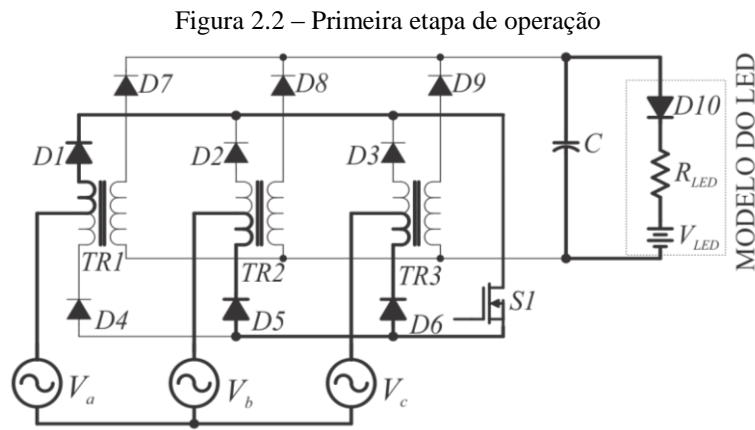 Figura 2.2 – Primeira etapa de operação
D7
D8
D9
D10
D1
D2
D3
C
R_LED
V_LED
MODELO DO LED
TR1
TR2
TR3
D4
D5
D6
S1
V_a
V_b
V_c